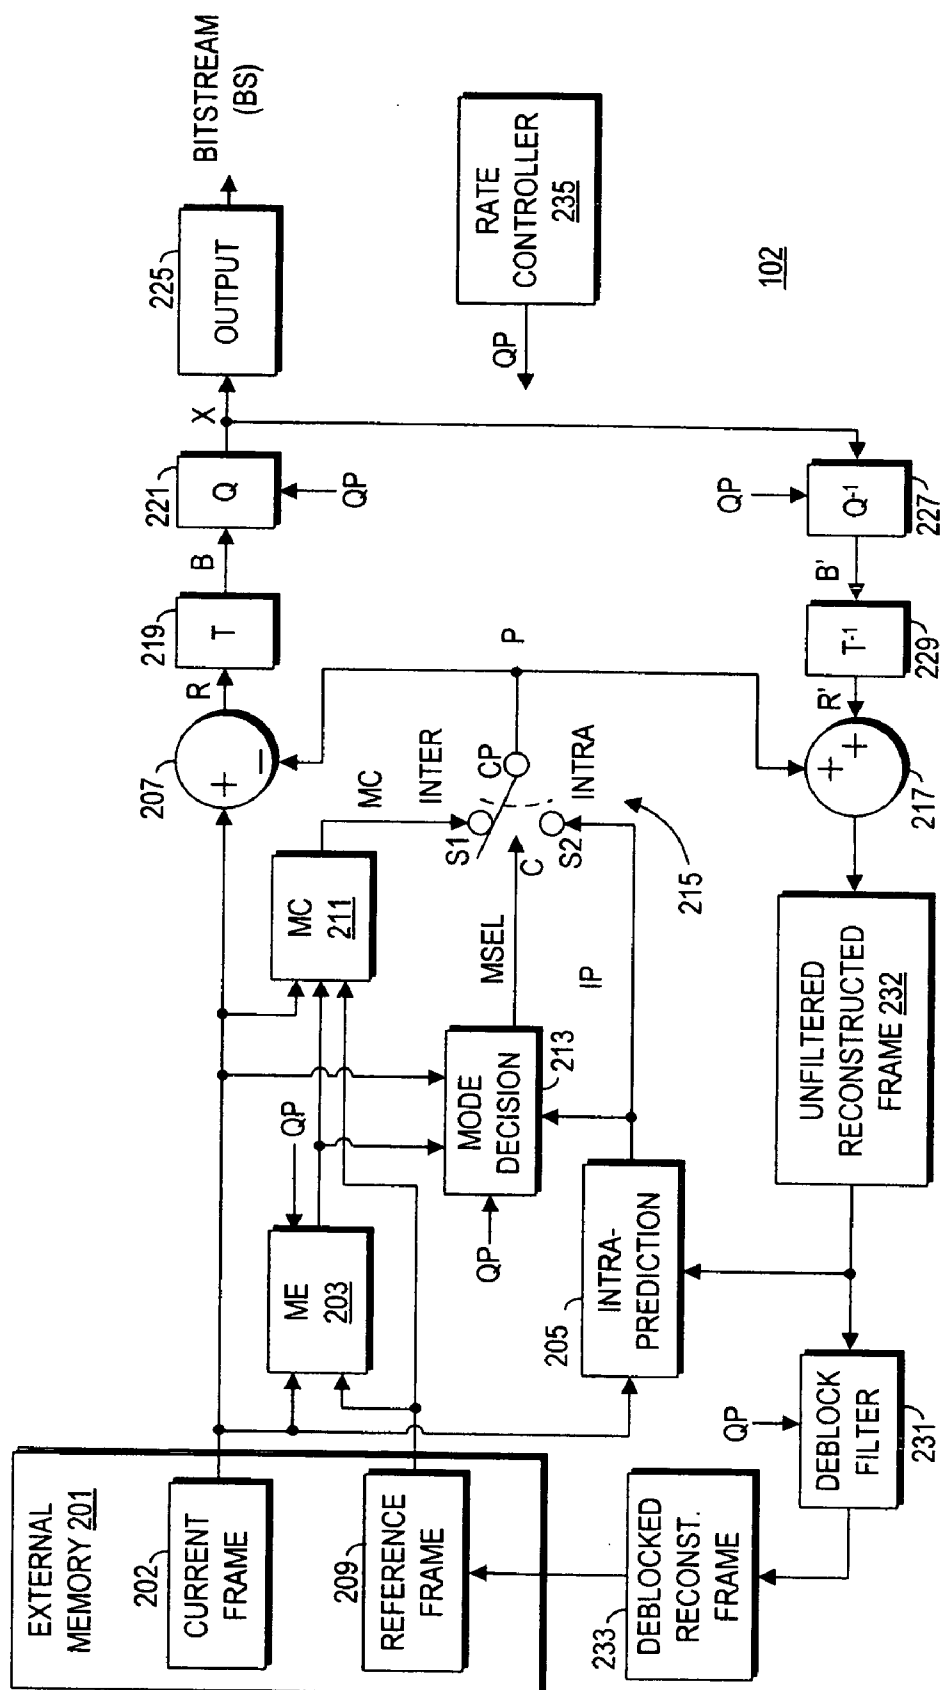 EXTERNAL
MEMORY 201
202
CURRENT
FRAME
209
REFERENCE
FRAME
233
DEBLOCKED
RECONST.
FRAME
QP
DEBLOCK
FILTER
231
ME
203
QP
205
INTRA-
PREDICTION
QP
MODE
DECISION
213
MC
211
MC
INTER
MSEL
IP
S1
C
S2
CP
INTRA
215
P
207
+
–
R
219
T
B
221
Q
QP
X
225
OUTPUT
BITSTREAM
(BS)
RATE
CONTROLLER
235
QP
102
QP
Q-1
227
B'
T-1
229
R'
+
+
217
UNFILTERED
RECONSTRUCTED
FRAME 232